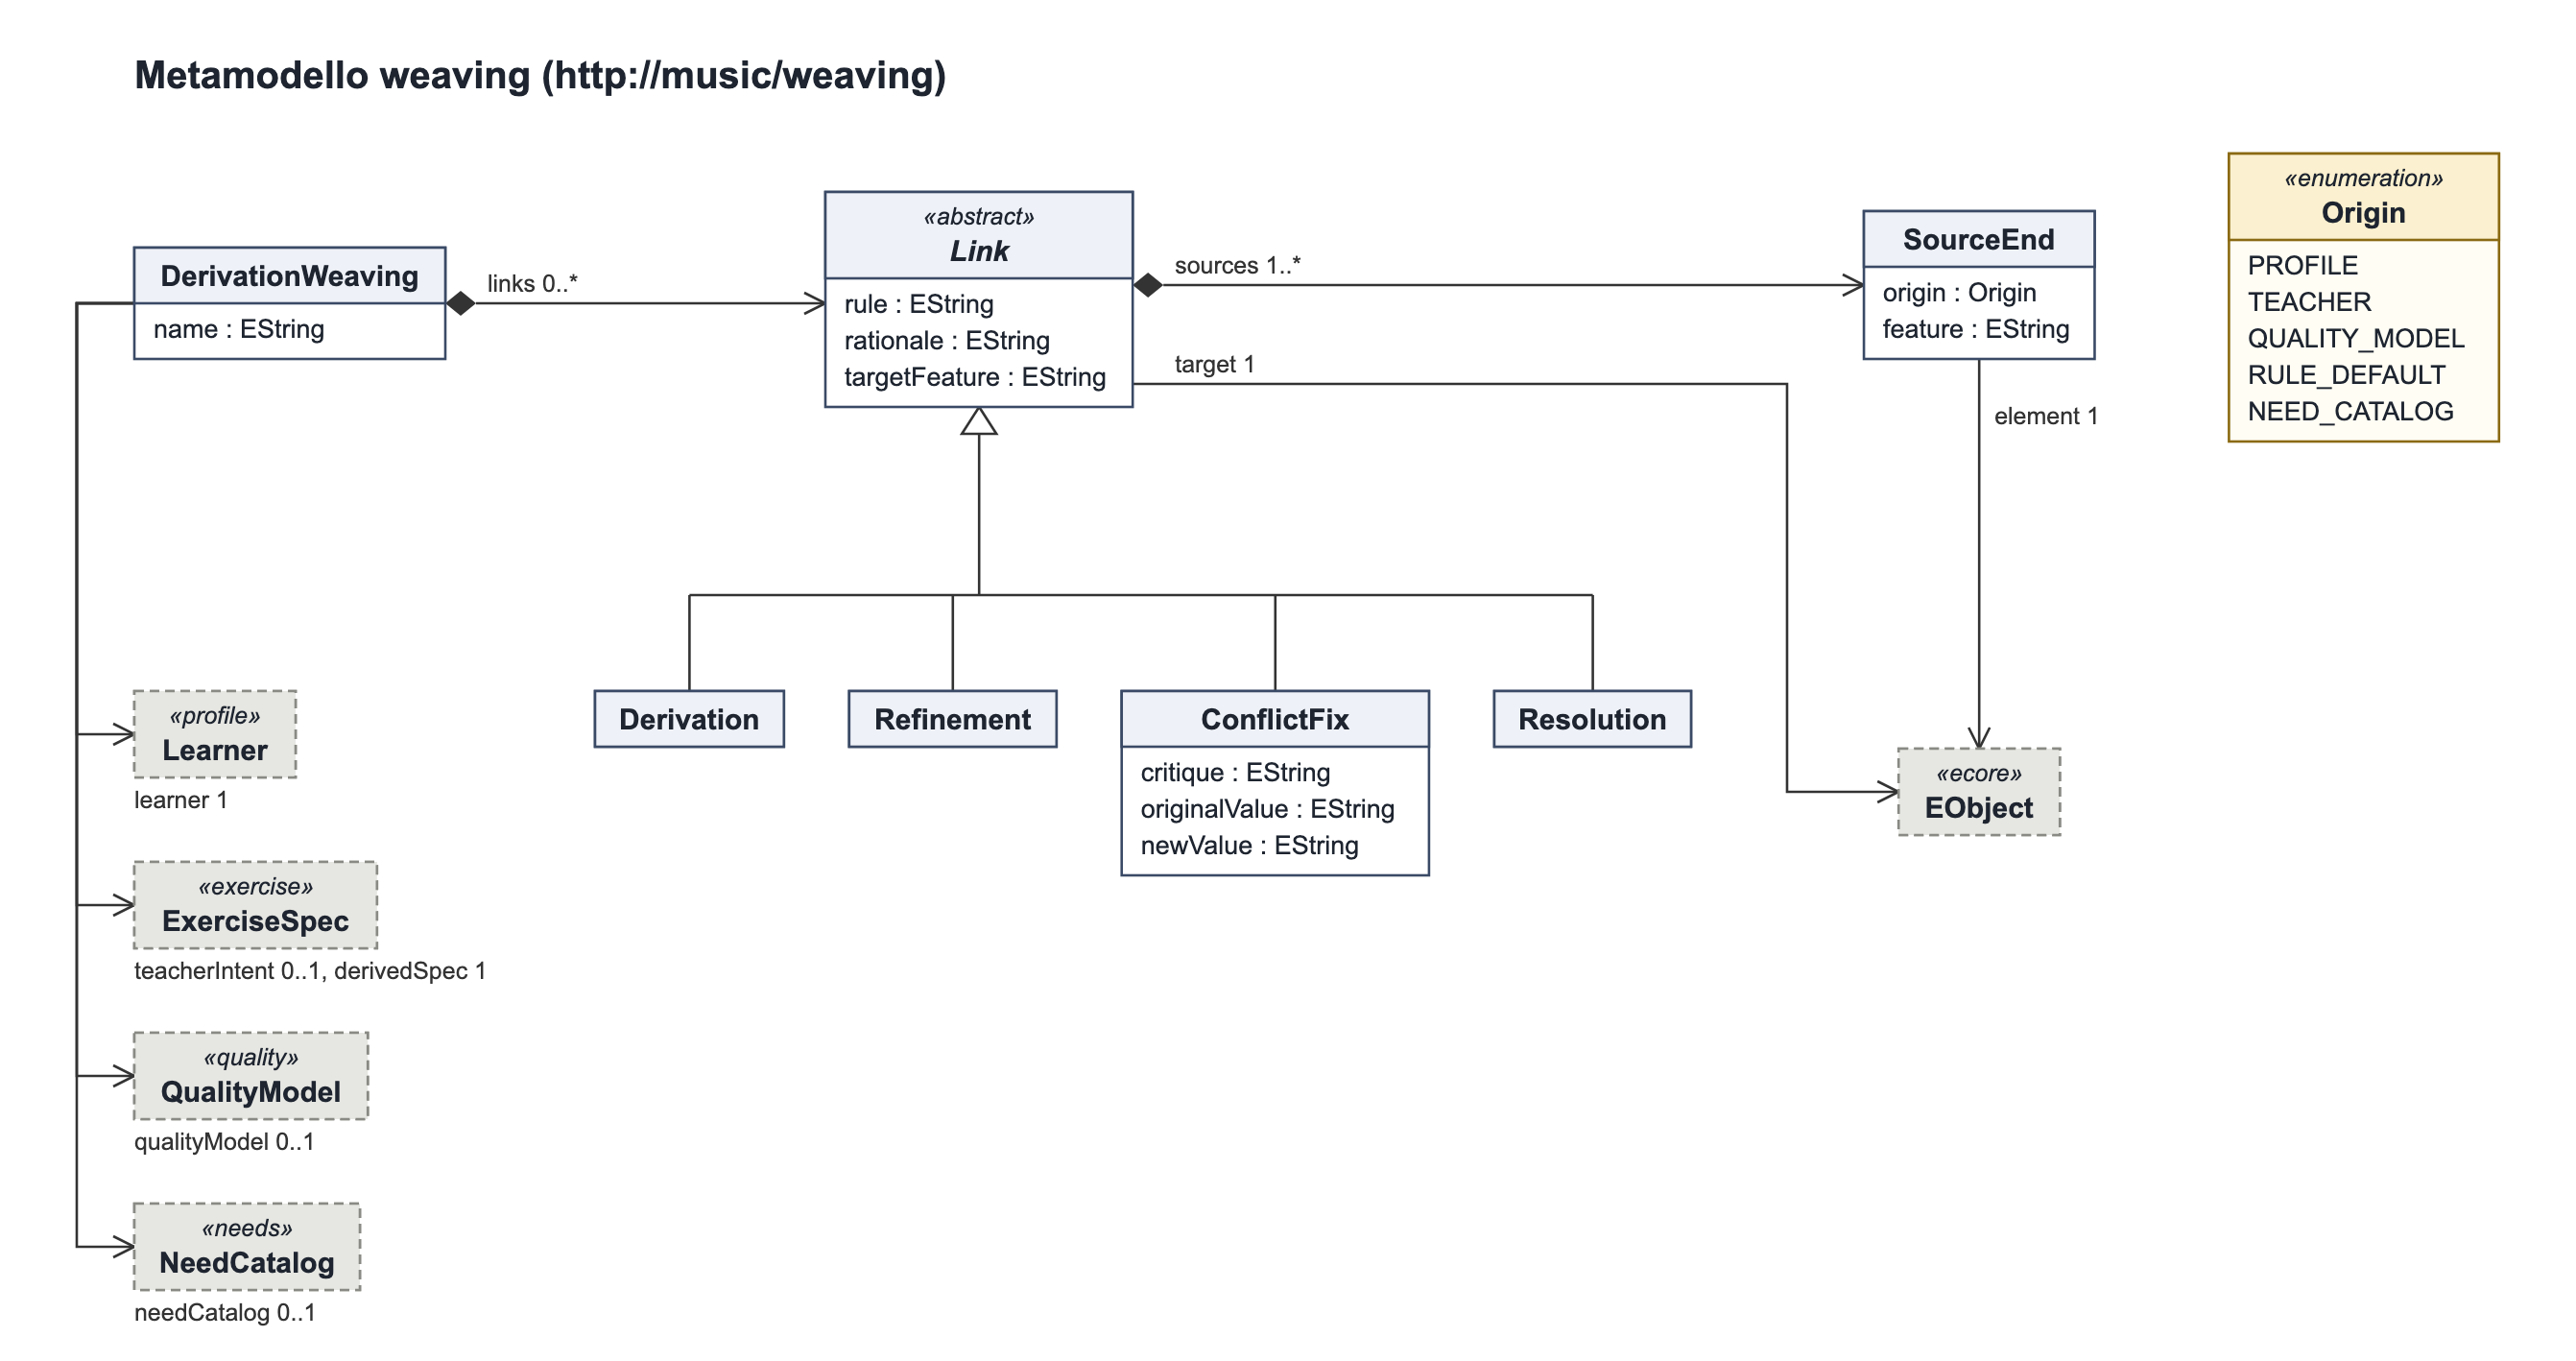 Metamodello weaving (http://music/weaving)
DerivationWeaving
name : EString
links 0..*
«abstract»
Link
rule : EString
rationale : EString
targetFeature : EString
sources 1..*
target 1
SourceEnd
origin : Origin
feature : EString
element 1
«enumeration»
Origin
PROFILE
TEACHER
QUALITY_MODEL
RULE_DEFAULT
NEED_CATALOG
Derivation
Refinement
ConflictFix
critique : EString
originalValue : EString
newValue : EString
Resolution
«ecore»
EObject
«profile»
Learner
learner 1
«exercise»
ExerciseSpec
teacherIntent 0..1, derivedSpec 1
«quality»
QualityModel
qualityModel 0..1
«needs»
NeedCatalog
needCatalog 0..1